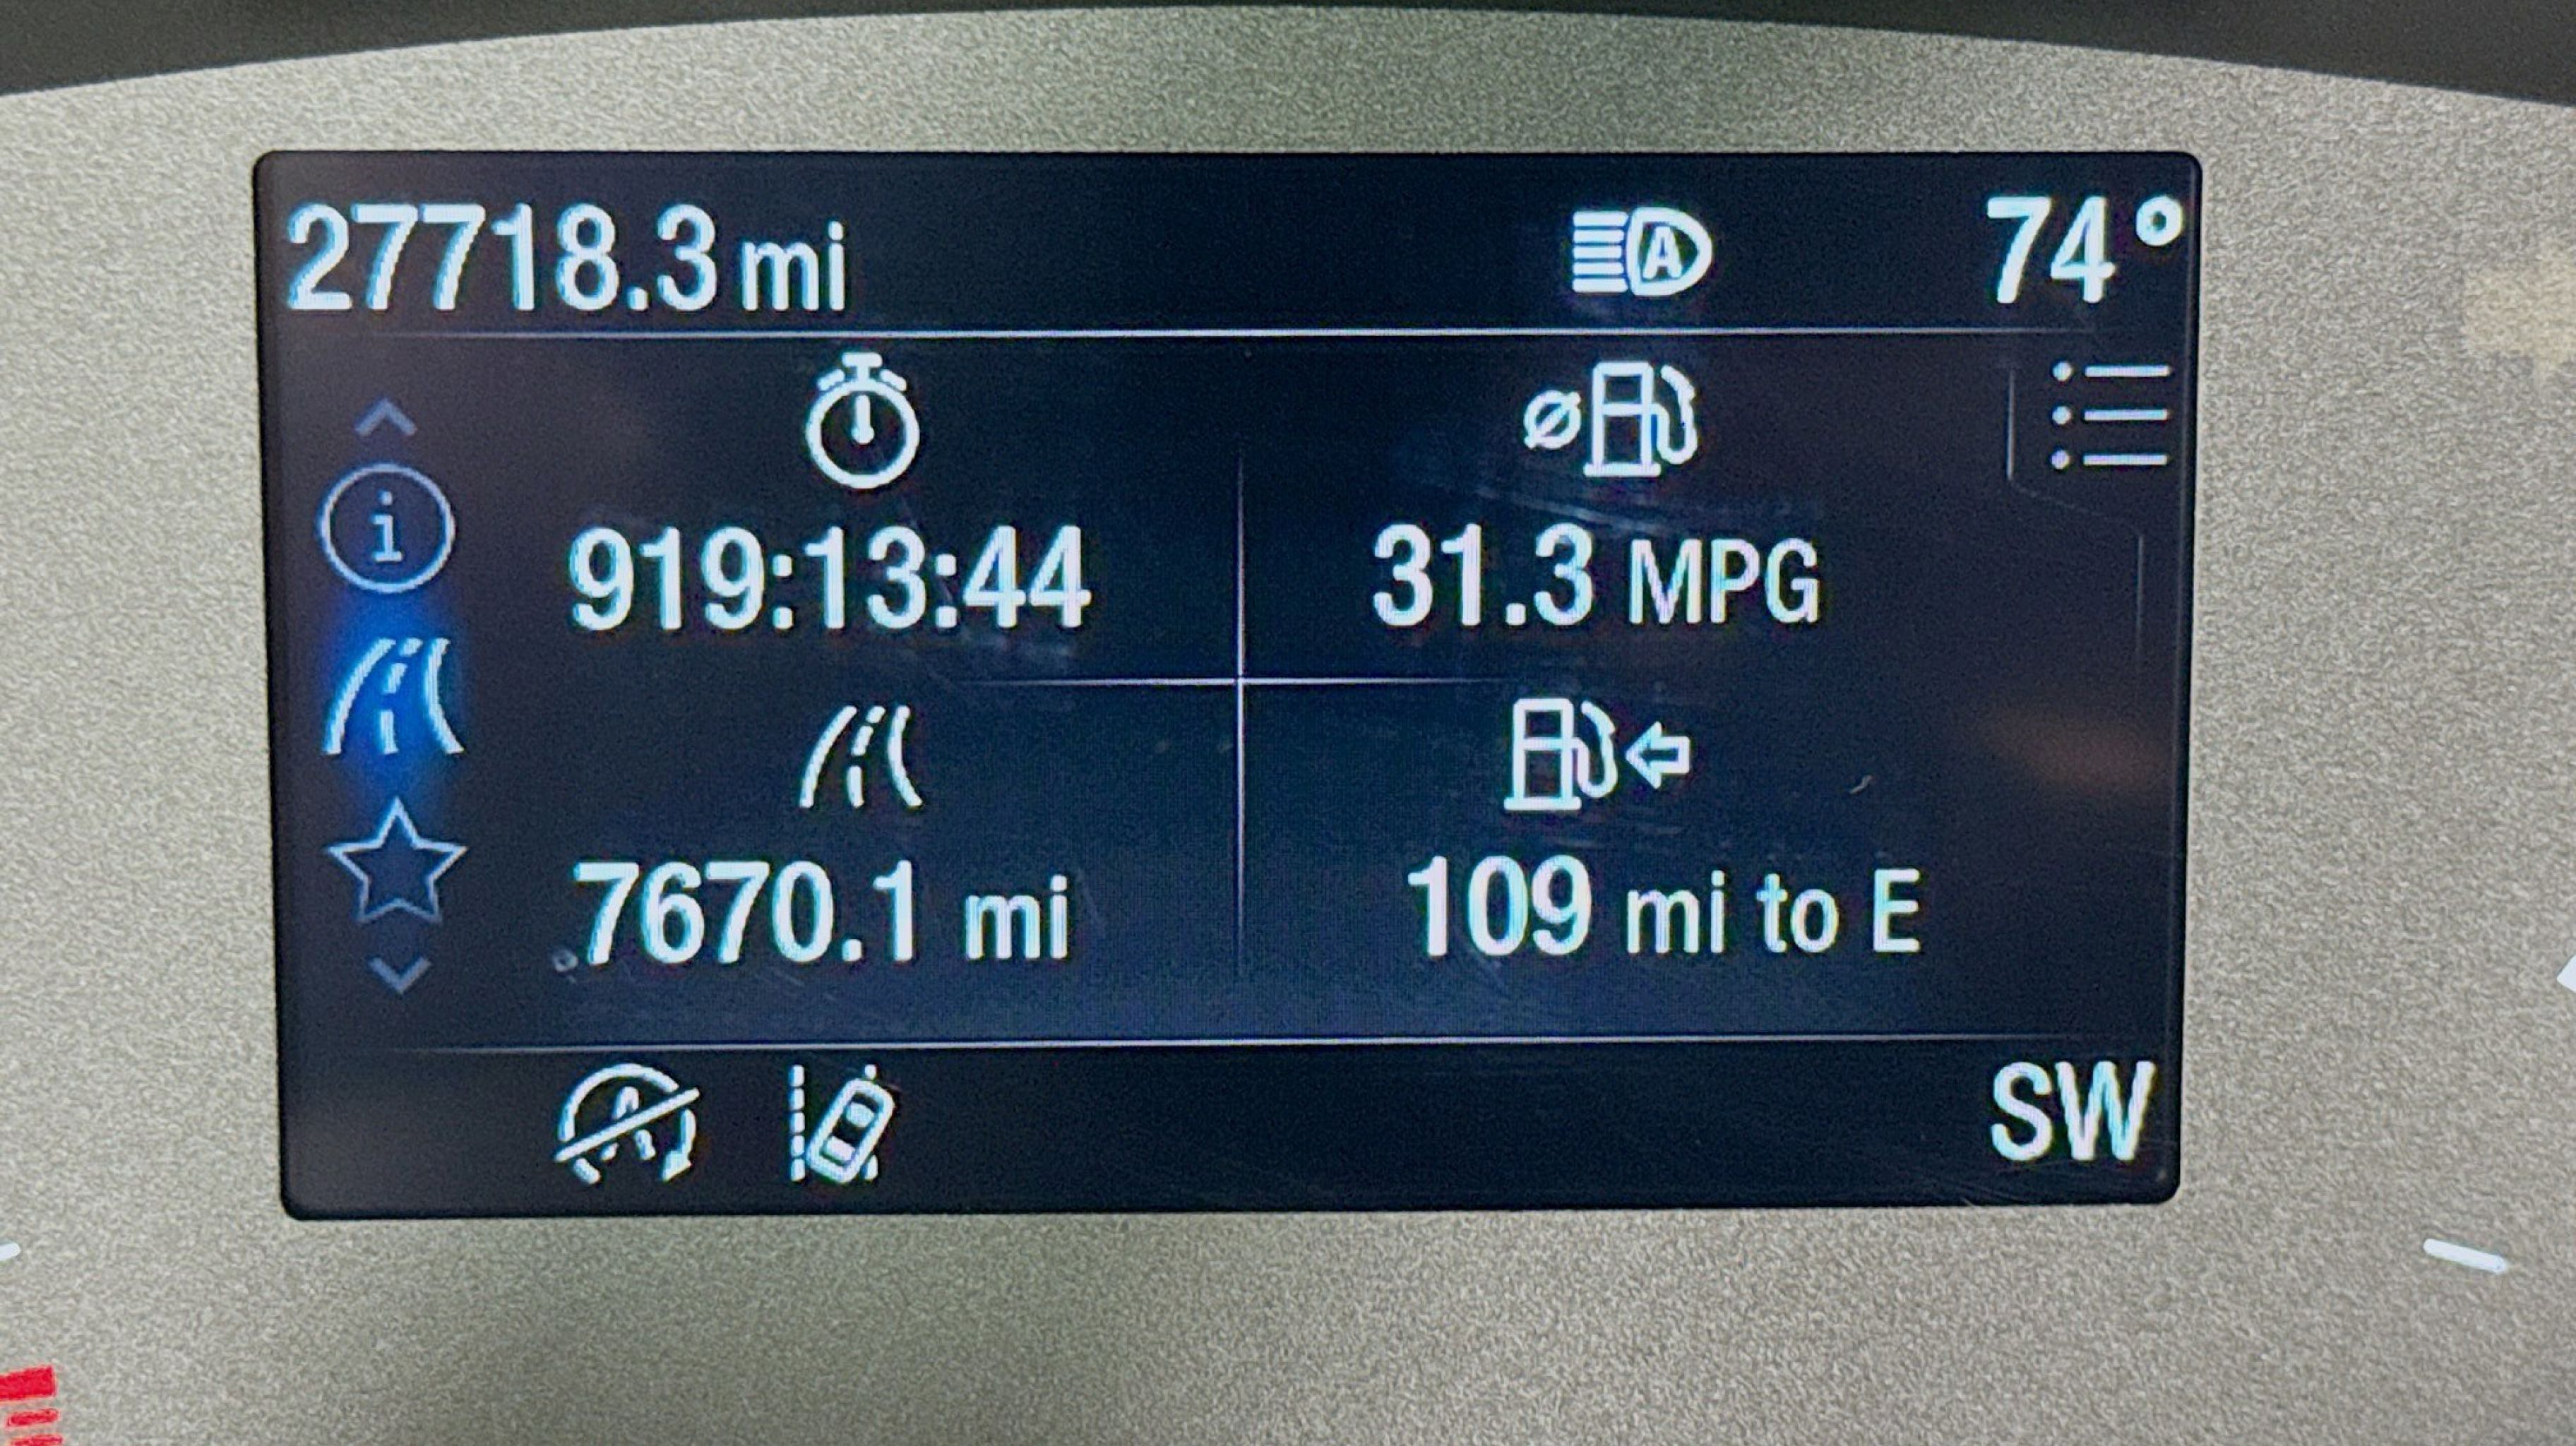 27718.3 mi
A
74°
i
919:13:44
31.3 MPG
7670.1 mi
109 mi to E
A
SW